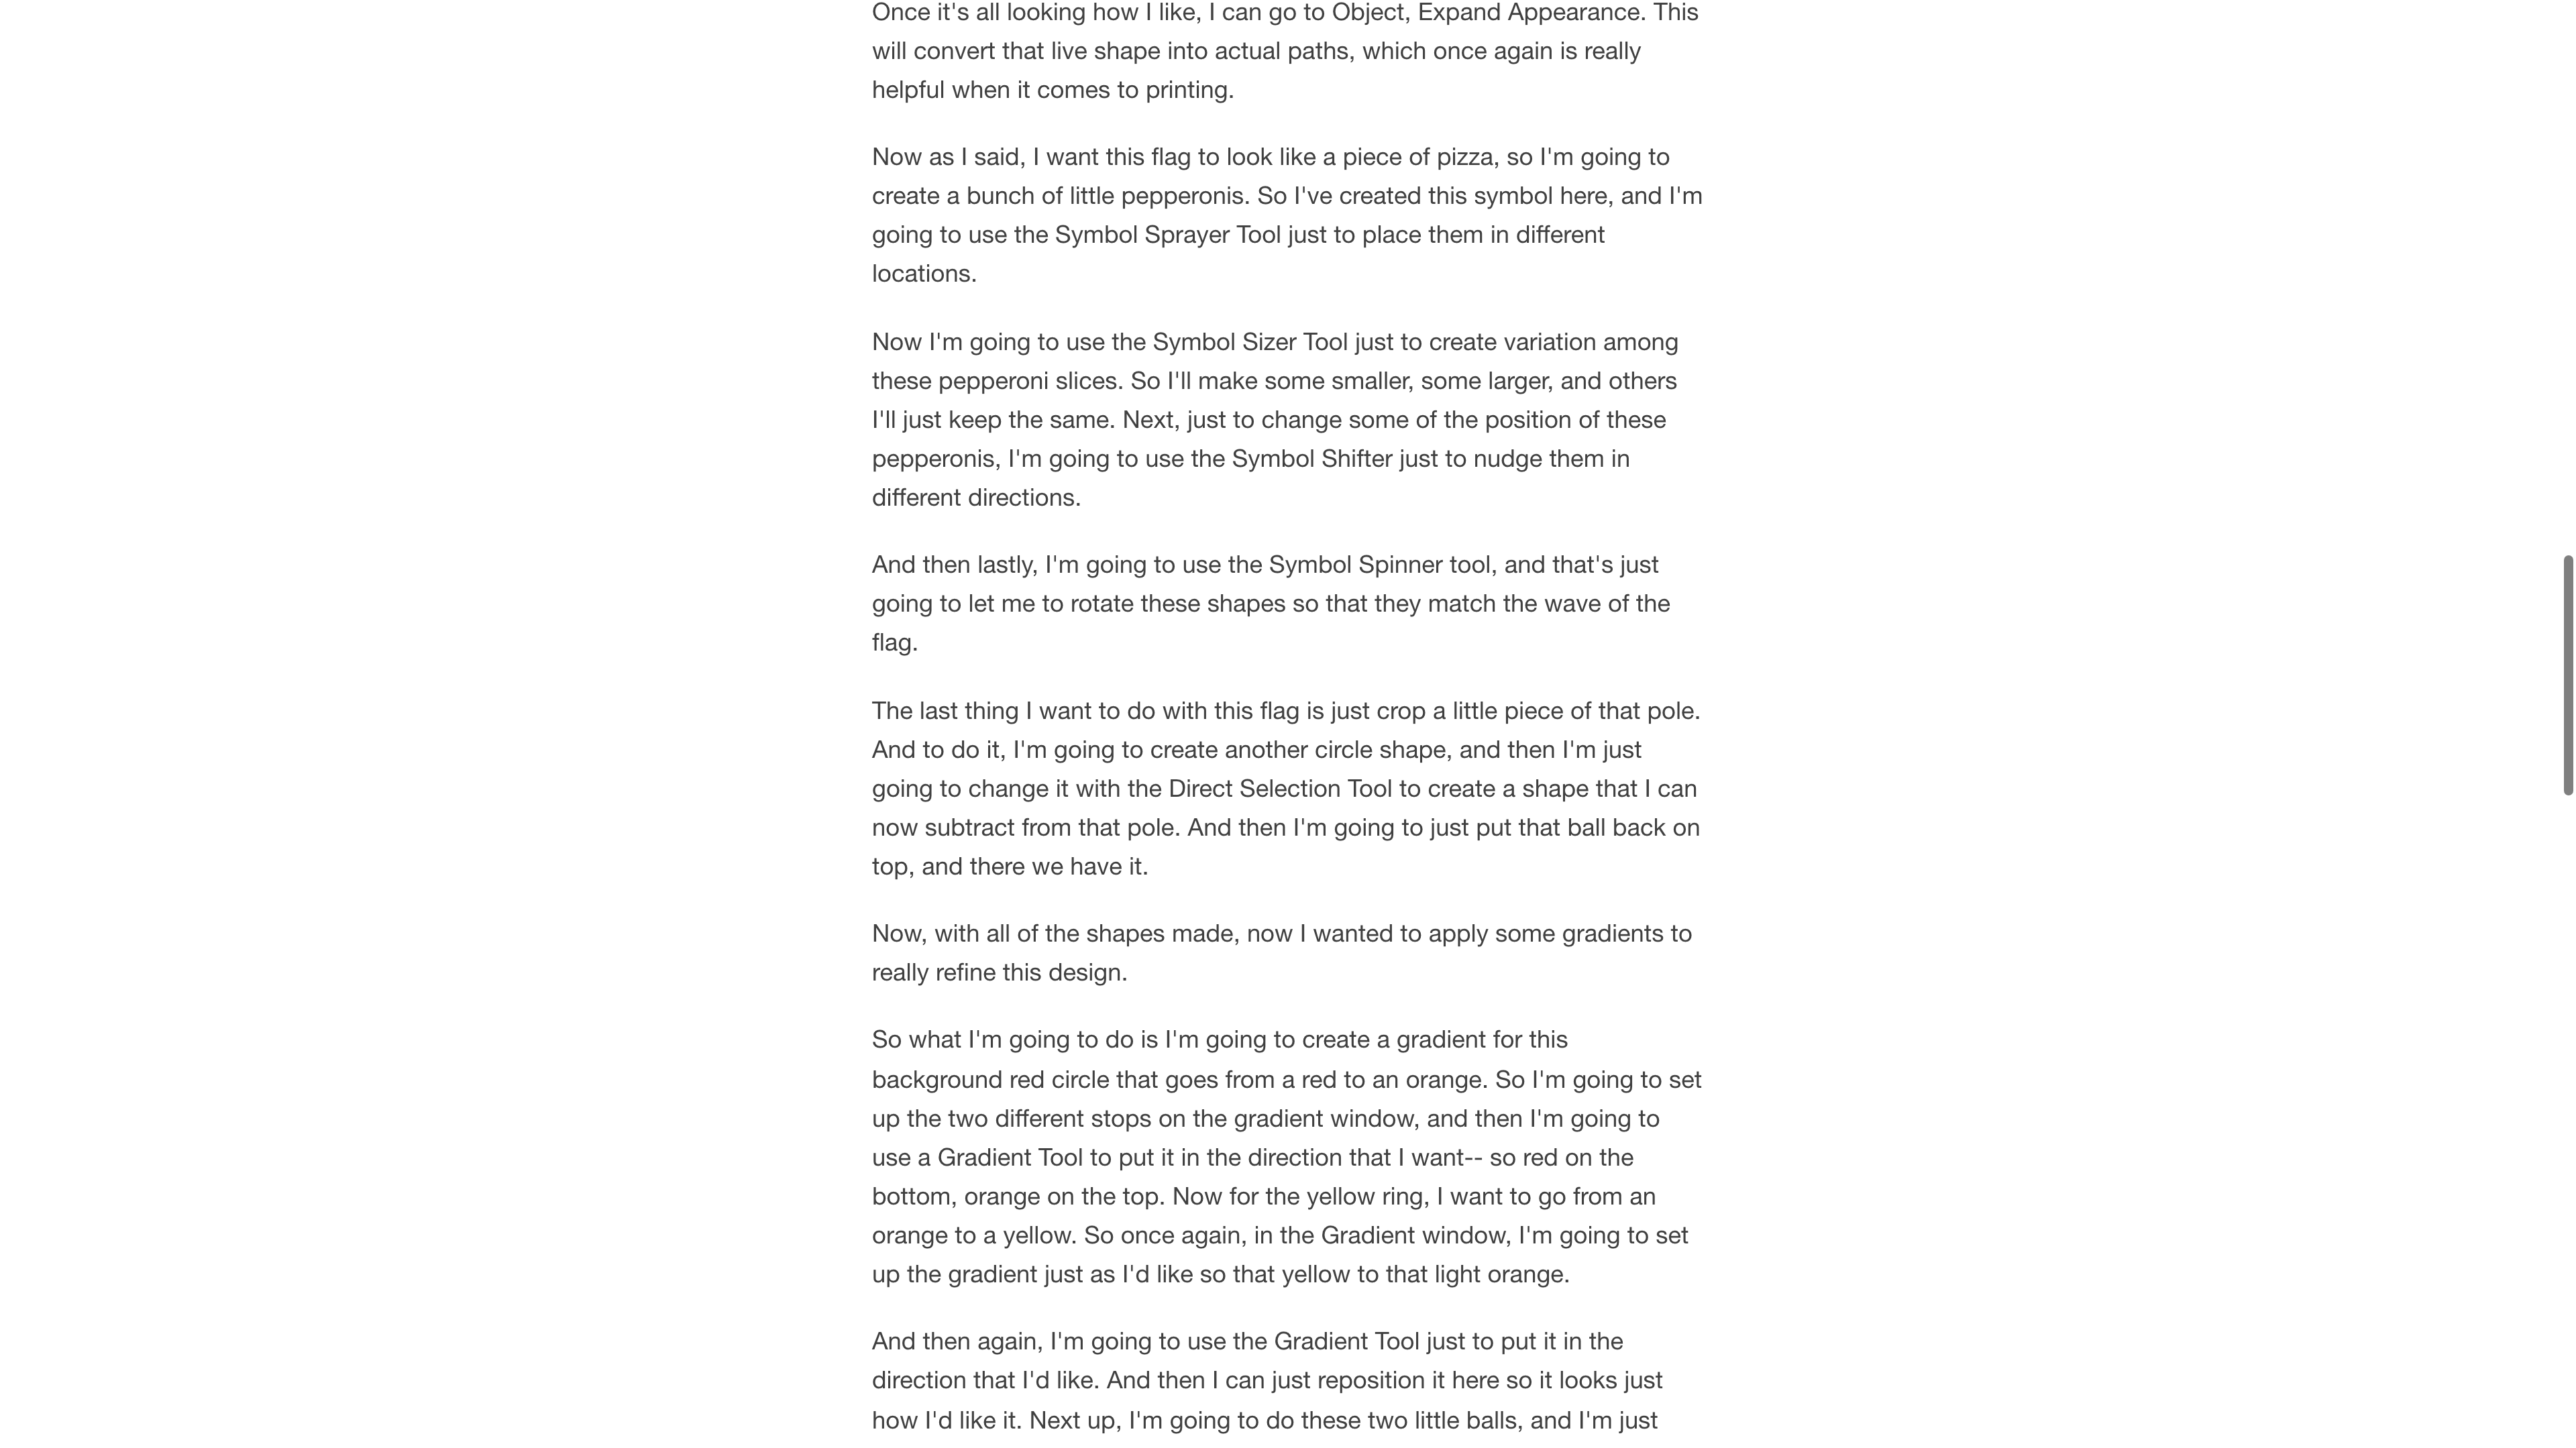 Once it's all looking how I like, I can go to Object, Expand Appearance. This
will convert that live shape into actual paths, which once again is really
helpful when it comes to printing.
Now as I said, I want this flag to look like a piece of pizza, so I'm going to
create a bunch of little pepperonis. So I've created this symbol here, and I'm
going to use the Symbol Sprayer Tool just to place them in different
locations.
Now I'm going to use the Symbol Sizer Tool just to create variation among
these pepperoni slices. So I'll make some smaller, some larger, and others
I'll just keep the same. Next, just to change some of the position of these
pepperonis, I'm going to use the Symbol Shifter just to nudge them in
different directions.
And then lastly, I'm going to use the Symbol Spinner tool, and that's just
going to let me to rotate these shapes so that they match the wave of the
flag.
The last thing I want to do with this flag is just crop a little piece of that pole.
And to do it, I'm going to create another circle shape, and then I'm just
going to change it with the Direct Selection Tool to create a shape that I can
now subtract from that pole. And then I'm going to just put that ball back on
top, and there we have it.
Now, with all of the shapes made, now I wanted to apply some gradients to
really refine this design.
So what I'm going to do is I'm going to create a gradient for this
background red circle that goes from a red to an orange. So I'm going to set
up the two different stops on the gradient window, and then I'm going to
use a Gradient Tool to put it in the direction that I want-- so red on the
bottom, orange on the top. Now for the yellow ring, I want to go from an
orange to a yellow. So once again, in the Gradient window, I'm going to set
up the gradient just as I'd like so that yellow to that light orange.
And then again, I'm going to use the Gradient Tool just to put it in the
direction that I'd like. And then I can just reposition it here so it looks just
how I'd like it. Next up, I'm going to do these two little balls, and I'm just